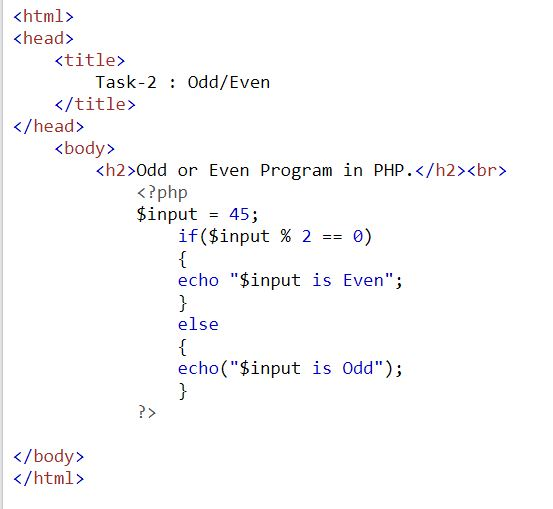 <html>
<head>
    <title>
        Task-2 : Odd/Even
    </title>
</head>
    <body>
        <h2>Odd or Even Program in PHP.</h2><br>
            <?php
            $input = 45;
                if($input % 2 == 0)
                {
                echo "$input is Even";
                }
                else
                {
                echo("$input is Odd");
                }
            ?>

</body>
</html>